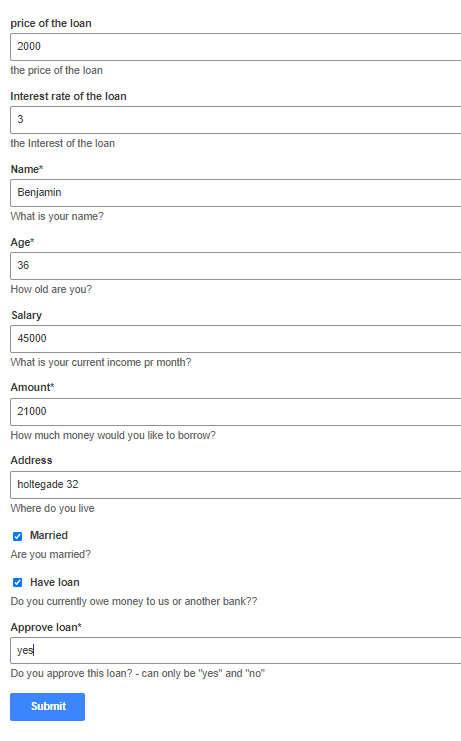 price of the loan
2000
the price of the loan
Interest rate of the loan
3
the Interest of the loan
Name*
Benjamin
What is your name?
Age*
36
How old are you?
Salary
45000
What is your current income pr month?
Amount*
21000
How much money would you like to borrow?
Address
holtegade 32
Where do you live
Married
Are you married?
Have loan
Do you currently owe money to us or another bank??
Approve loan*
yes
Do you approve this loan? - can only be "yes" and "no"
Submit